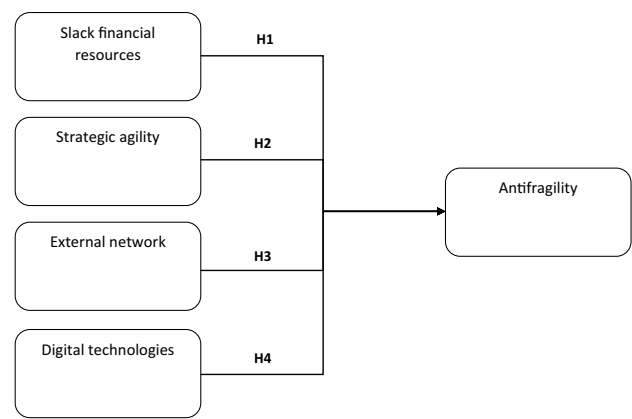 Slack financial
resources
H1
Strategic agility
H2
Antifragility
External network
H3
Digital technologies
H4